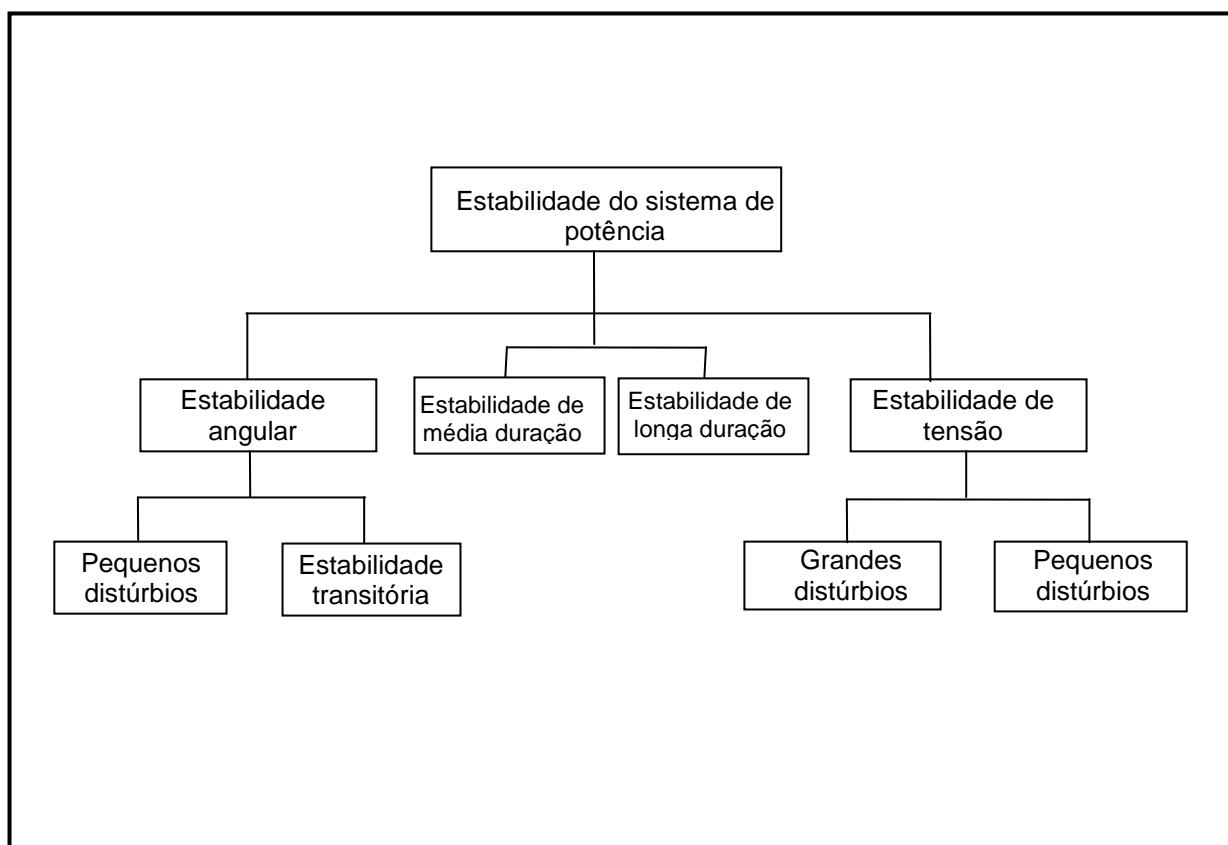 Estabilidade do sistema de
potência
Estabilidade
angular
Estabilidade de
média duração
Estabilidade de
longa duração
Estabilidade de
tensão
Pequenos
distúrbios
Estabilidade
transitória
Grandes
distúrbios
Pequenos
distúrbios